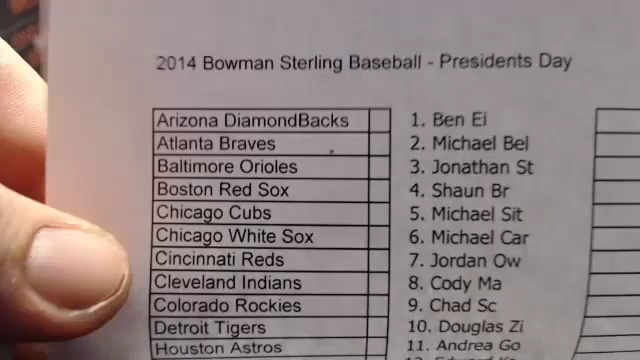 2014 Bowman Sterling Baseball - Presidents Day
Arizona DiamondBacks
Atlanta Braves
Baltimore Orioles
Boston Red Sox
Chicago Cubs
Chicago White Sox
Cincinnati Reds
Cleveland Indians
Colorado Rockies
Detroit Tigers
Houston Astros
1. Ben Ei
2. Michael Bel
3. Jonathan St
4. Shaun Br
5. Michael Sit
6. Michael Car
7. Jordan Ow
8. Cody Ma
9. Chad Sc
10. Douglas Zi
11. Andrea Go